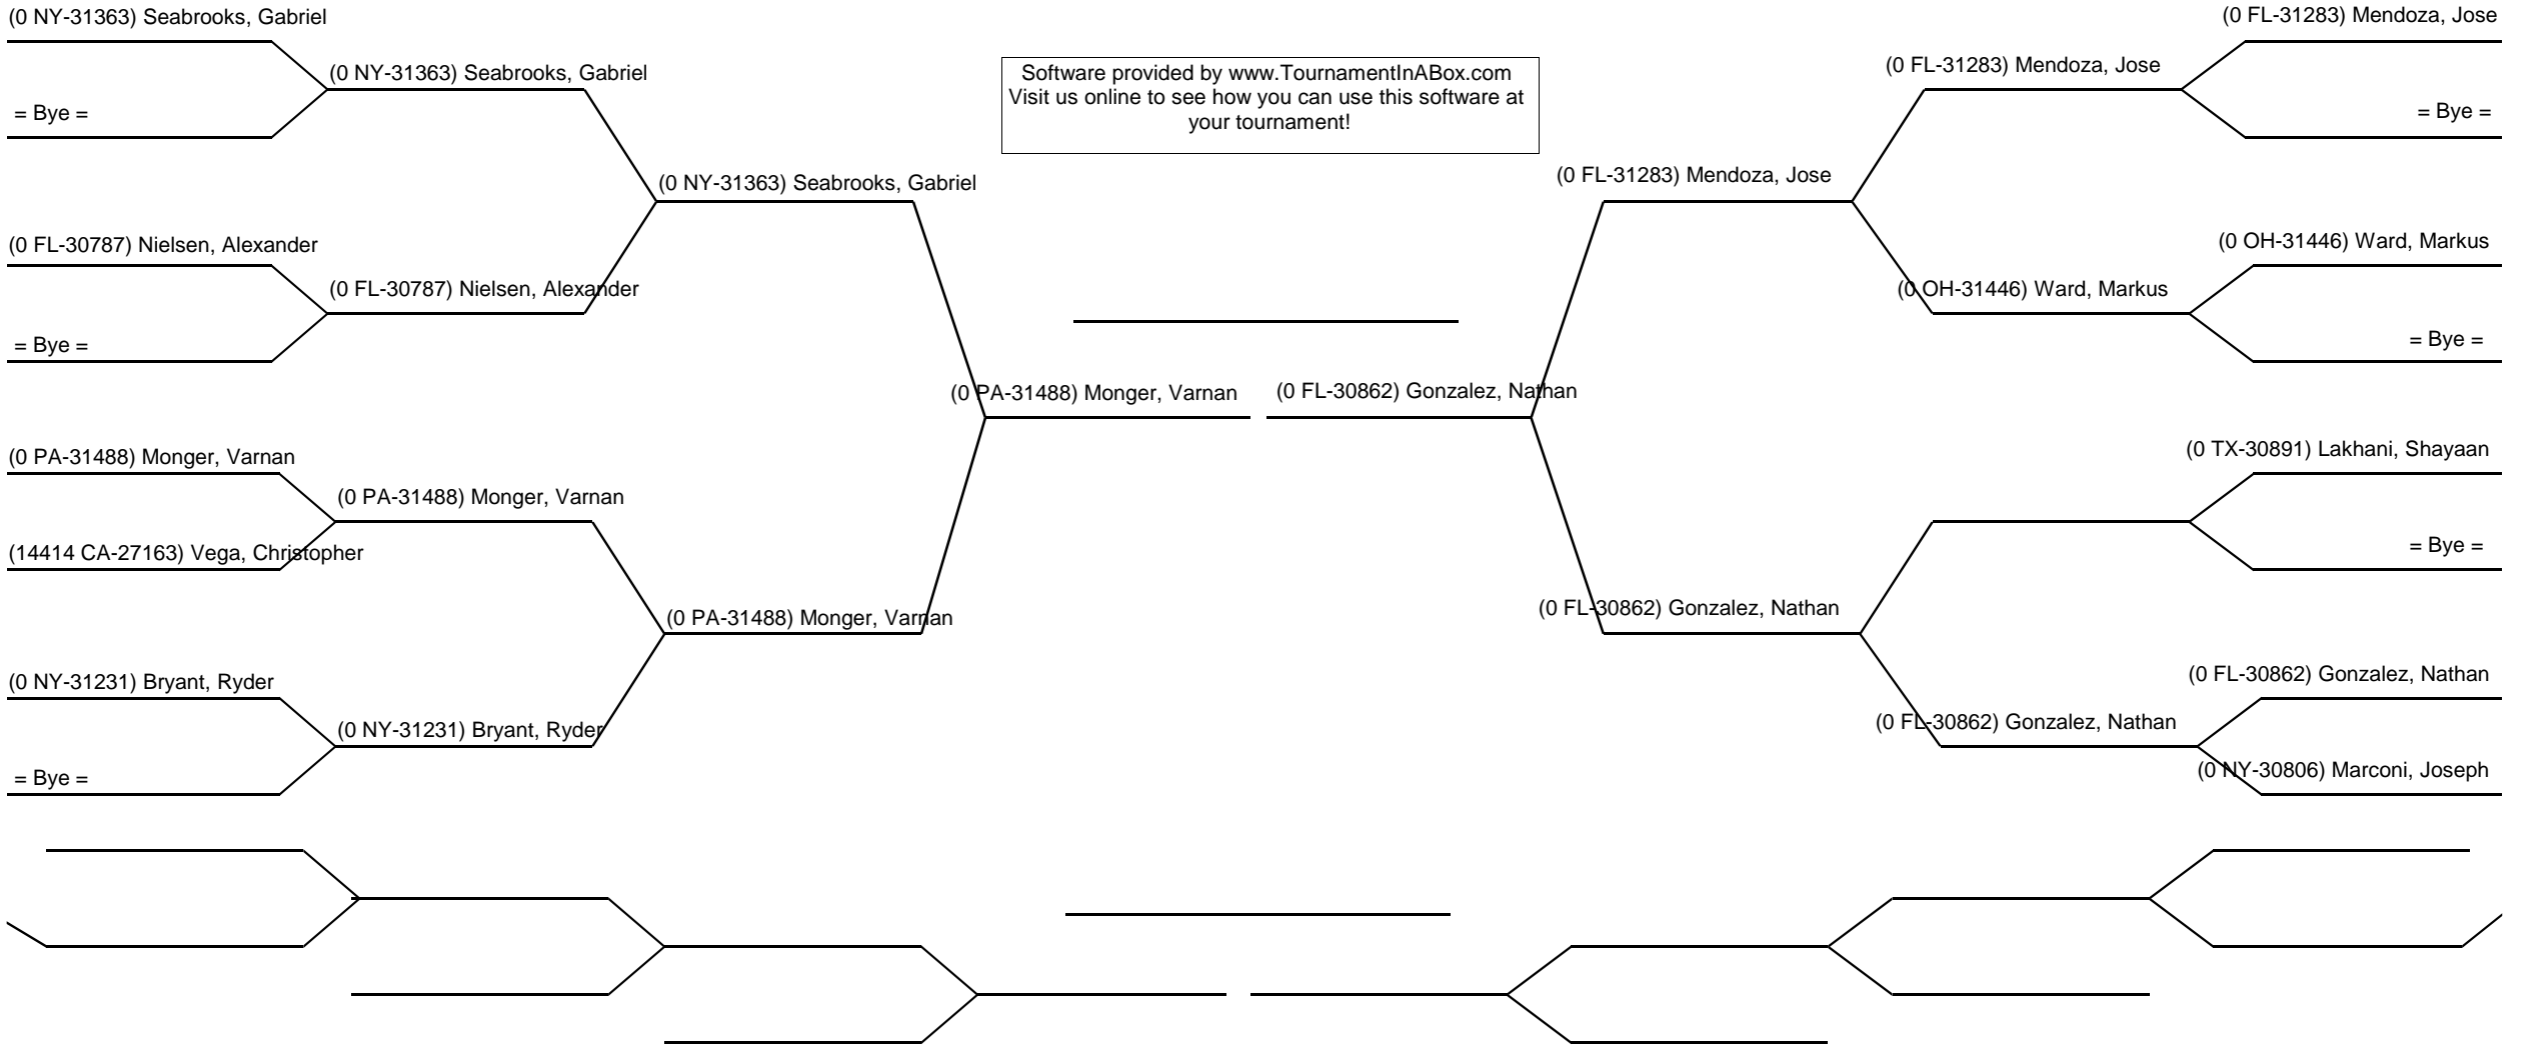 (0 NY-31363) Seabrooks, Gabriel
= Bye =
(0 FL-30787) Nielsen, Alexander
= Bye =
(0 PA-31488) Monger, Varnan
(14414 CA-27163) Vega, Christopher
(0 NY-31231) Bryant, Ryder
= Bye =
(0 NY-31363) Seabrooks, Gabriel
(0 FL-30787) Nielsen, Alexander
(0 PA-31488) Monger, Varnan
(0 NY-31231) Bryant, Ryder
(0 NY-31363) Seabrooks, Gabriel
(0 PA-31488) Monger, Varnan
(0 PA-31488) Monger, Varnan
Software provided by www.TournamentInABox.com
Visit us online to see how you can use this software at
your tournament!
(0 FL-30862) Gonzalez, Nathan
(0 FL-31283) Mendoza, Jose
(0 FL-30862) Gonzalez, Nathan
(0 FL-31283) Mendoza, Jose
(0 OH-31446) Ward, Markus
(0 FL-30862) Gonzalez, Nathan
(0 FL-31283) Mendoza, Jose
= Bye =
(0 OH-31446) Ward, Markus
= Bye =
(0 TX-30891) Lakhani, Shayaan
= Bye =
(0 FL-30862) Gonzalez, Nathan
(0 NY-30806) Marconi, Joseph